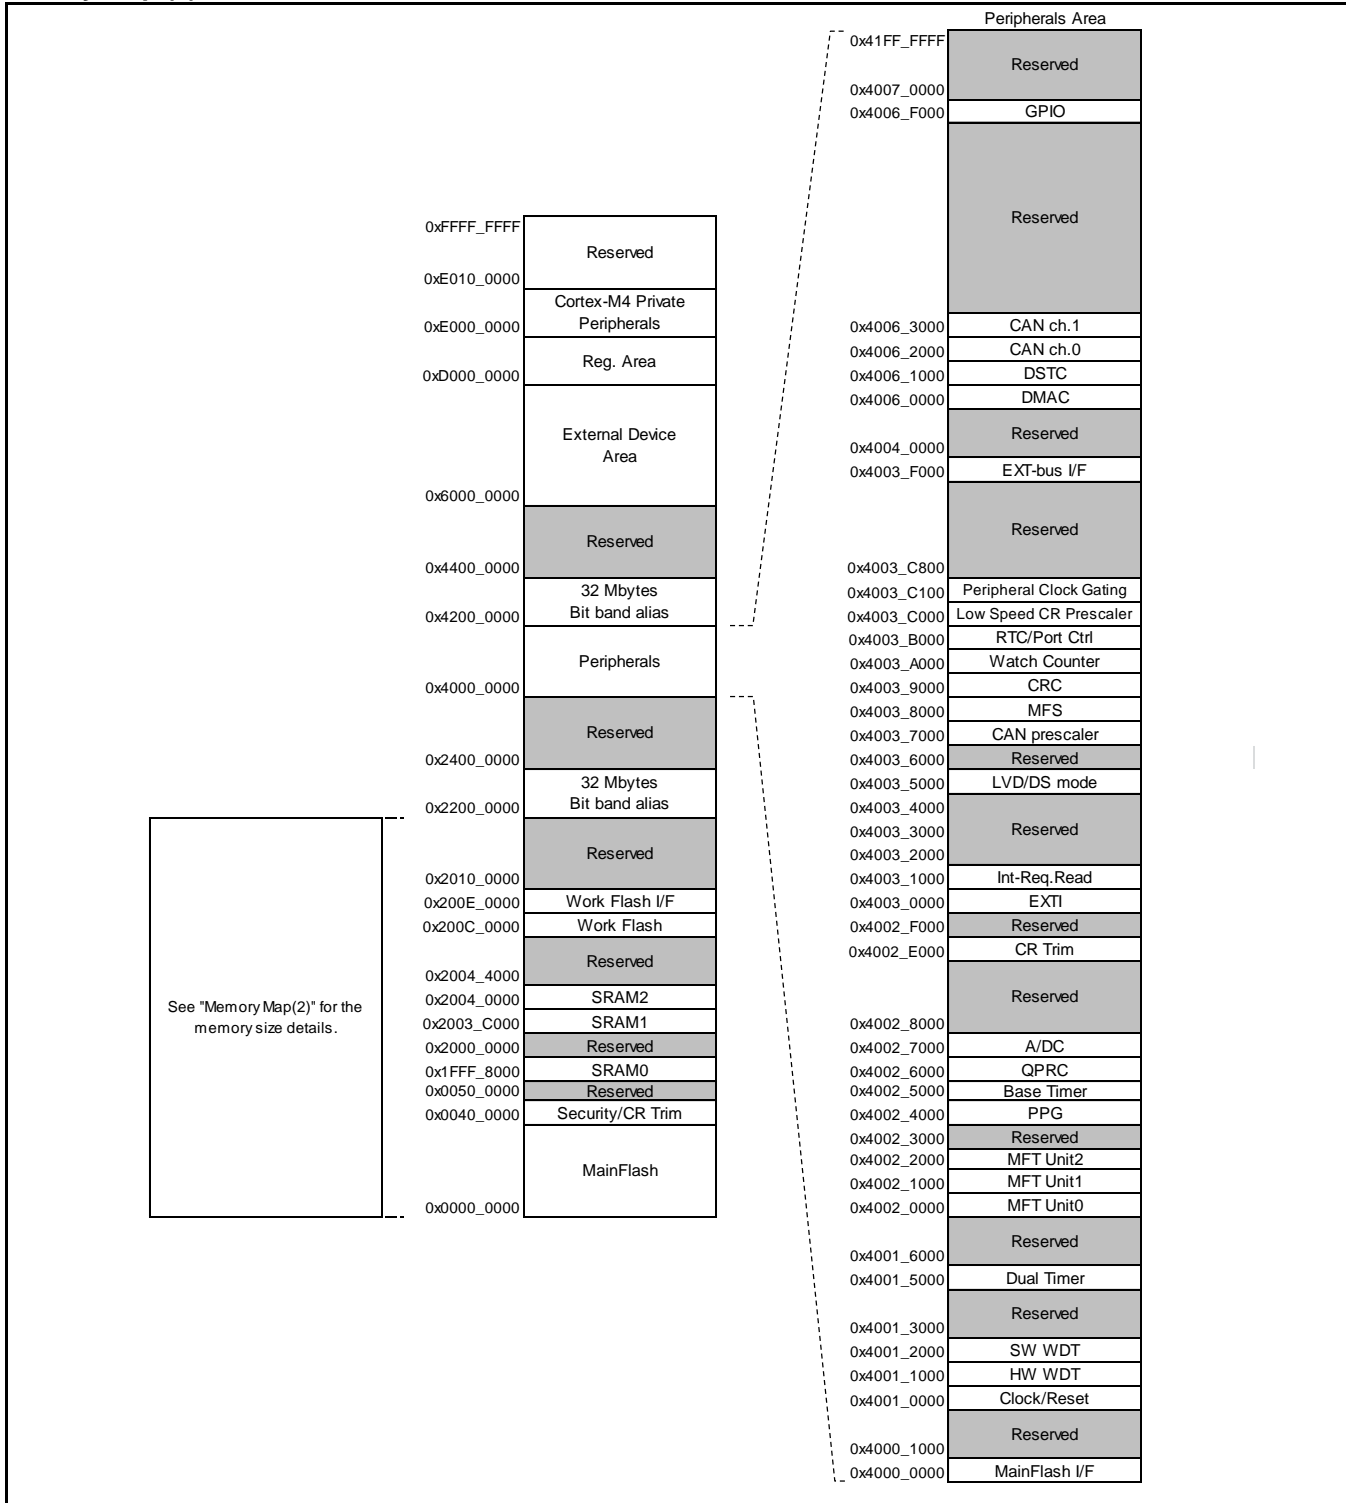 Peripherals Area
0x41FF_FFFF
Reserved
0x4007_0000
0x4006_F000 GPIO
Reserved
0x4006_3000 CAN ch.1
0x4006_2000 CAN ch.0
0x4006_1000 DSTC
0x4006_0000 DMAC
Reserved
0x4004_0000
0x4003_F000 EXT-bus I/F
Reserved
0x4003_C800
0x4003_C100 Peripheral Clock Gating
0x4003_C000 Low Speed CR Prescaler
0x4003_B000 RTC/Port Ctrl
0x4003_A000 Watch Counter
0x4003_9000 CRC
0x4003_8000 MFS
0x4003_7000 CAN prescaler
0x4003_6000 Reserved
0x4003_5000 LVD/DS mode
0x4003_4000
0x4003_3000 Reserved
0x4003_2000
0x4003_1000 Int-Req.Read
0x4003_0000 EXTI
0x4002_F000 Reserved
0x4002_E000 CR Trim
Reserved
0x4002_8000
0x4002_7000 A/DC
0x4002_6000 QPRC
0x4002_5000 Base Timer
0x4002_4000 PPG
0x4002_3000 Reserved
0x4002_2000 MFT Unit2
0x4002_1000 MFT Unit1
0x4002_0000 MFT Unit0
Reserved
0x4001_6000
0x4001_5000 Dual Timer
Reserved
0x4001_3000
0x4001_2000 SW WDT
0x4001_1000 HW WDT
0x4001_0000 Clock/Reset
Reserved
0x4000_1000
0x4000_0000 MainFlash I/F
0xFFFF_FFFF
Reserved
0xE010_0000
Cortex-M4 Private
0xE000_0000 Peripherals
Reg. Area
0xD000_0000
External Device
Area
0x6000_0000
Reserved
0x4400_0000
32 Mbytes
0x4200_0000 Bit band alias
Peripherals
0x4000_0000
Reserved
0x2400_0000
32 Mbytes
0x2200_0000 Bit band alias
Reserved
0x2010_0000
0x200E_0000 Work Flash I/F
0x200C_0000 Work Flash
Reserved
0x2004_4000
0x2004_0000 SRAM2
0x2003_C000 SRAM1
0x2000_0000 Reserved
0x1FFF_8000 SRAM0
0x0050_0000 Reserved
0x0040_0000 Security/CR Trim
MainFlash
0x0000_0000
See "Memory Map(2)" for the
memory size details.